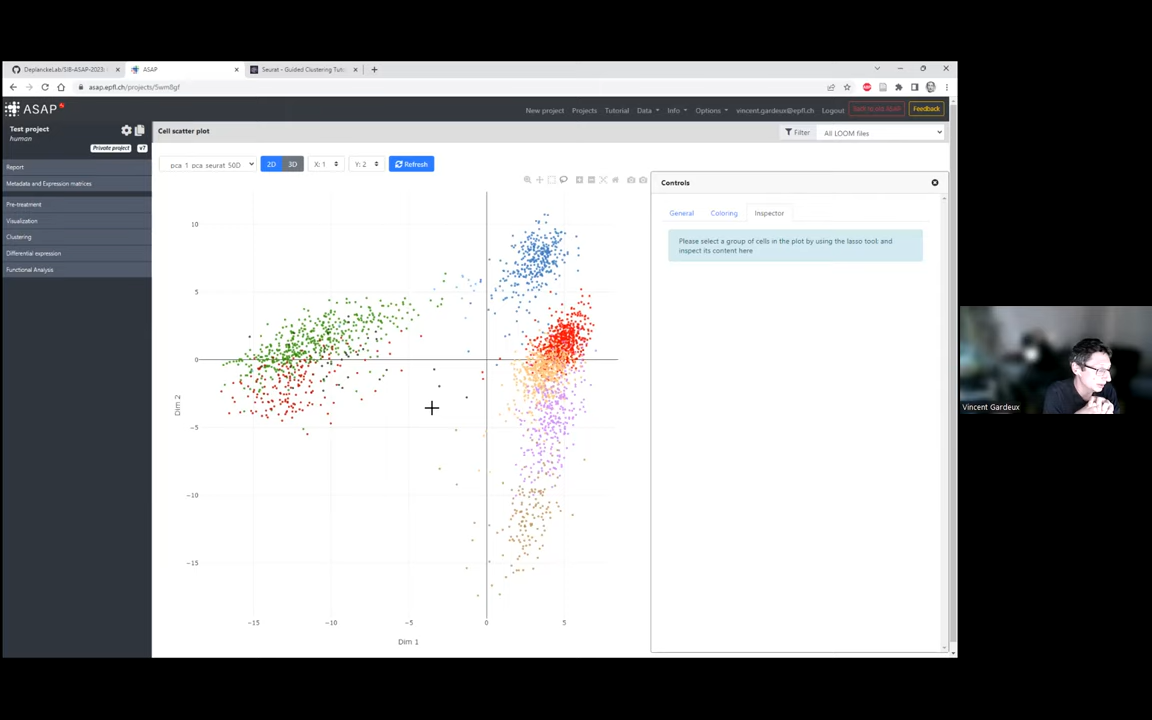 DeplanckeLab/SIB-ASAP-2023:
ASAP
Seurat - Guided Clustering Tut
asap.epfl.ch/projects/5wm8gf
ASAP
New project
Projects
Tutorial
Data
Info
Options
vincent.gardeux@epfl.ch
Logout
Feedback
Test project
human
Private project
v7
Cell scatter plot
Filter
All LOOM files
Report
Metadata and Expression matrices
Pre-treatment
Visualization
Clustering
Differential expression
Functional Analysis
pca_1_pca_seurat 50D
2D
3D
X: 1
Y: 2
Refresh
Controls
General
Coloring
Inspector
Please select a group of cells in the plot by using the lasso tool; and
inspect its content here
10
5
0
−5
−10
−15
Dim 2
−15
−10
−5
0
5
Dim 1
Vincent Gardeux